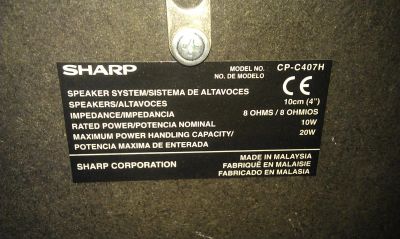 SHARP
MODEL NO. CP-C407H
NO. DE MODELO
SPEAKER SYSTEM/SISTEMA DE ALTAVOCES
CE
SPEAKERS/ALTAVOCES 10cm (4")
IMPEDANCE/IMPEDANCIA 8 OHMS / 8 OHMIOS
RATED POWER/POTENCIA NOMINAL 10W
MAXIMUM POWER HANDLING CAPACITY/ 20W
POTENCIA MAXIMA DE ENTERADA
SHARP CORPORATION
MADE IN MALAYSIA
FABRIQUÉ EN MALAISIE
FABRICADO EN MALASIA